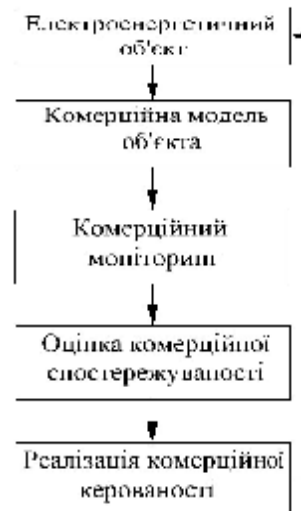 Електроенергетичний
об'єкт
Комерційна модель
об'єкта
Комерційний
моніторинг
Оцінка комерційної
спостережуваності
Реалізація комерційної
керованості